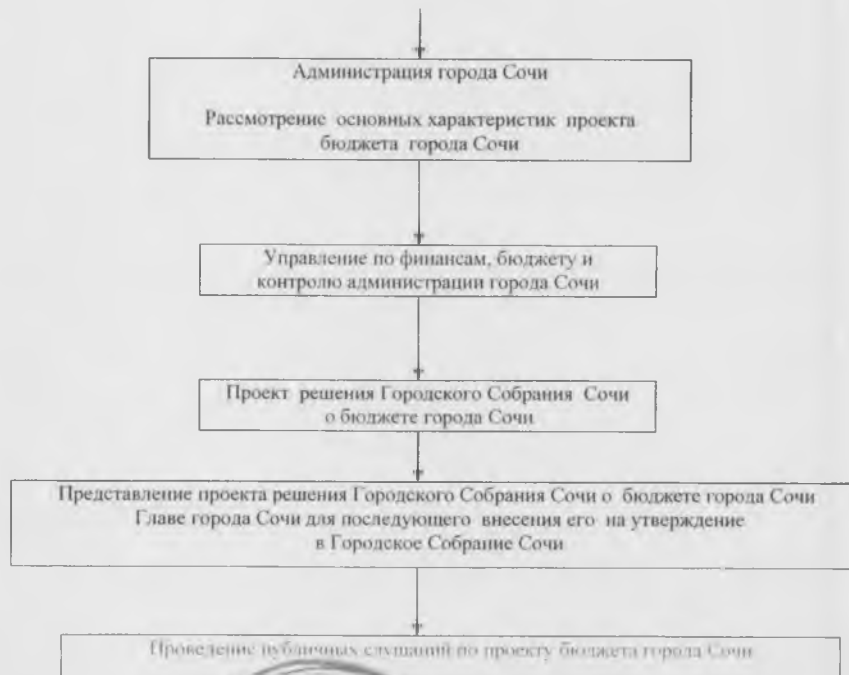 Администрация города Сочи
Рассмотрение основных характеристик проекта
бюджета города Сочи
Управление по финансам, бюджету и
контролю администрации города Сочи
Проект решения Городского Собрания Сочи
о бюджете города Сочи
Представление проекта решения Городского Собрания Сочи о бюджете города Сочи
Главе города Сочи для последующего внесения его на утверждение
в Городское Собрание Сочи
Проведение публичных слушаний по проекту бюджета города Сочи